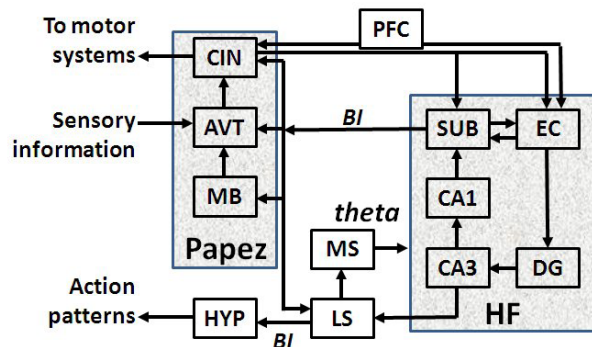 To motor
systems
PFC
CIN
Sensory
information
AVT
BI
SUB
EC
MB
CA1
Papez
theta
MS
CA3
DG
Action
patterns
HYP
BI
LS
HF